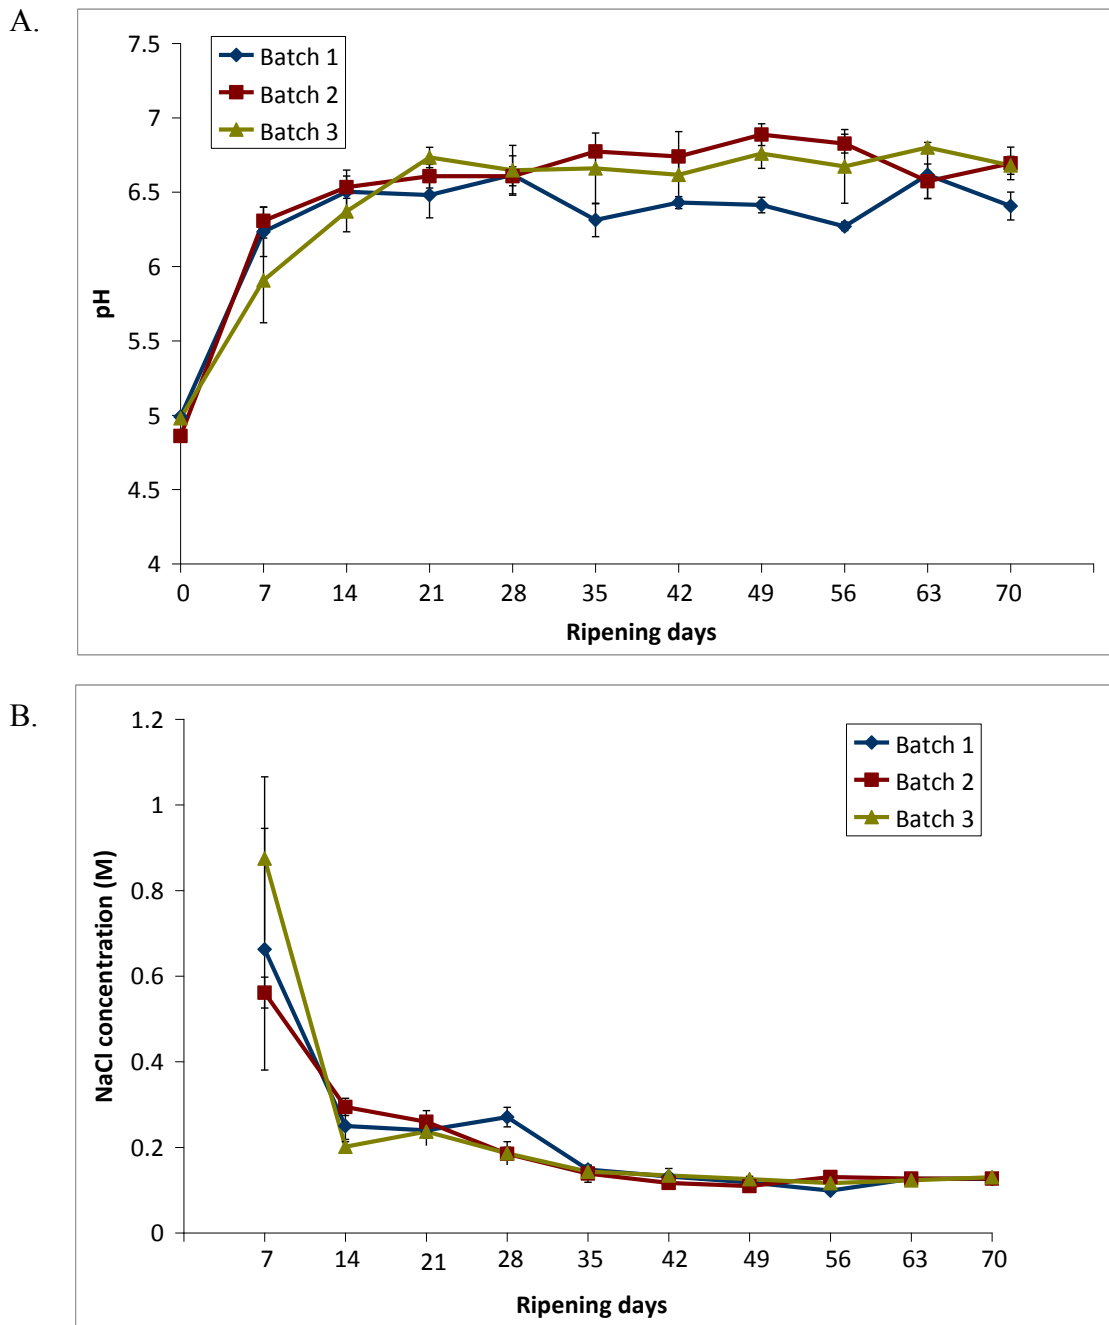 A.
7.5
7
6.5
6
5.5
5
4.5
4
pH
Batch 1
Batch 2
Batch 3
0 7 14 21 28 35 42 49 56 63 70
Ripening days
B.
1.2
1
0.8
0.6
0.4
0.2
0
NaCl concentration (M)
Batch 1
Batch 2
Batch 3
7 14 21 28 35 42 49 56 63 70
Ripening days